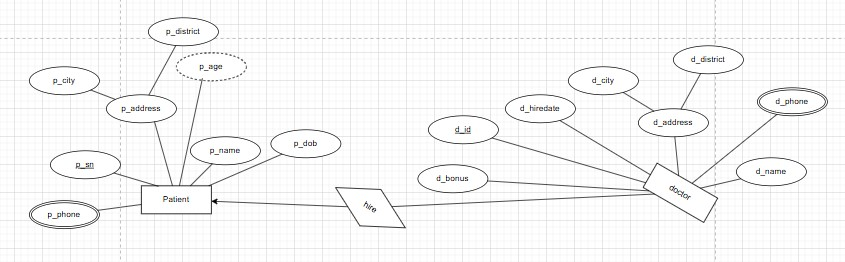 p_district
p_age
p_city
p_address
p_name
p_dob
p_sn
Patient
p_phone
hire
d_district
d_city
d_phone
d_hiredate
d_address
d_id
d_name
d_bonus
doctor